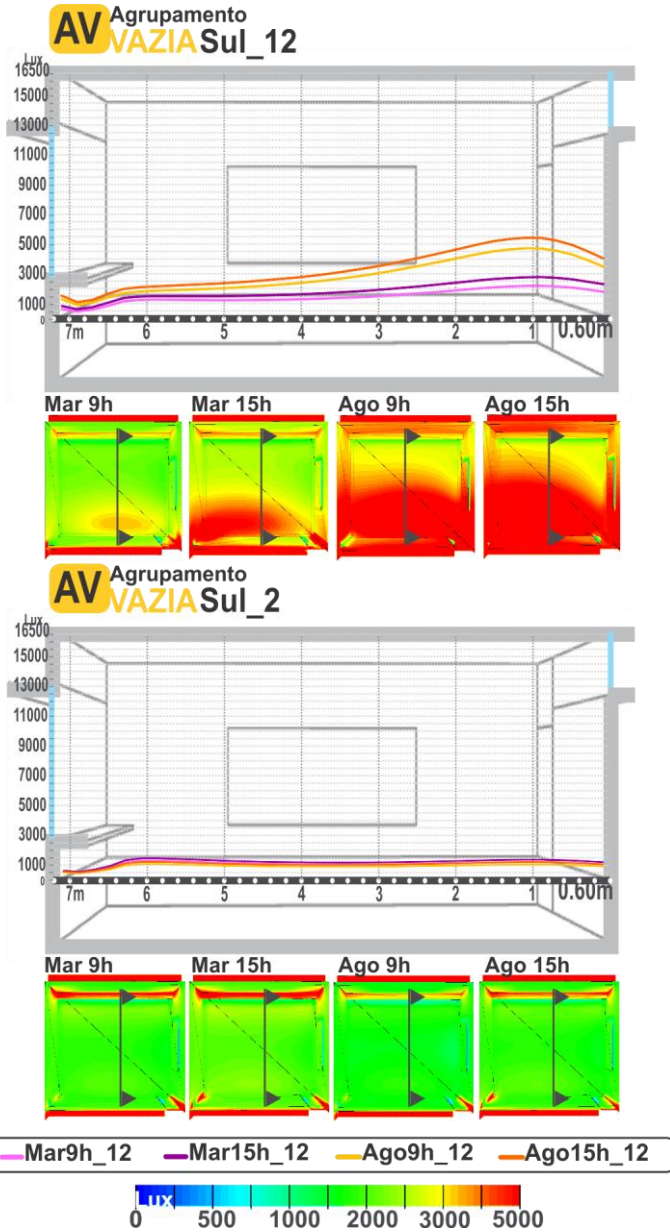 AV Agrupamento
VAZIA Sul_12
Lux
16500
15000
13000
11000
9000
7000
5000
3000
1000
0
7m 6 5 4 3 2 1 0.60m
Mar 9h Mar 15h Ago 9h Ago 15h
AV Agrupamento
VAZIA Sul_2
Lux
16500
15000
13000
11000
9000
7000
5000
3000
1000
0
7m 6 5 4 3 2 1 0.60m
Mar 9h Mar 15h Ago 9h Ago 15h
Mar9h_12 Mar15h_12 Ago9h_12 Ago15h_12
Lux
0 500 1000 2000 3000 5000